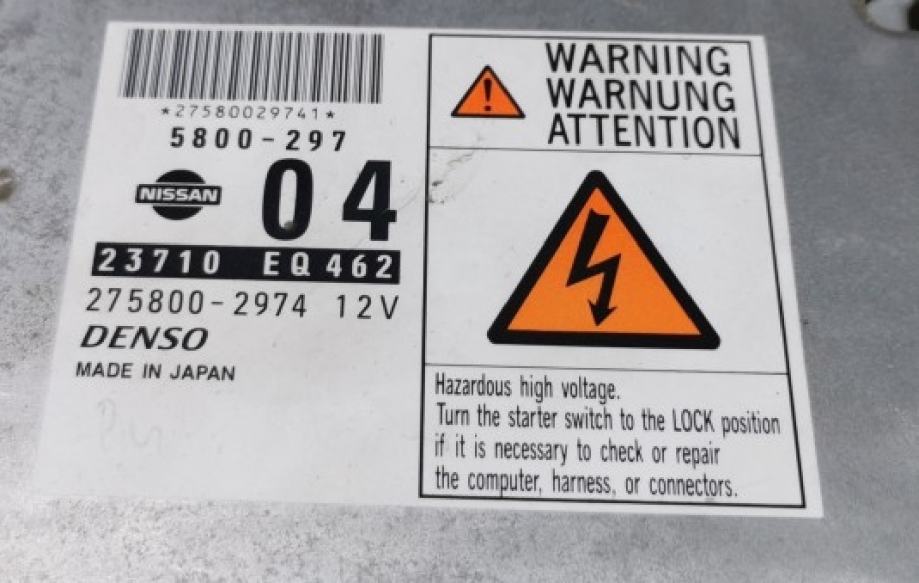 *27580029741*
5800-297
NISSAN
04
23710 EQ462
275800-2974 12V
DENSO
MADE IN JAPAN
WARNING
WARNUNG
ATTENTION
Hazardous high voltage.
Turn the starter switch to the LOCK position
if it is necessary to check or repair
the computer, harness, or connectors.